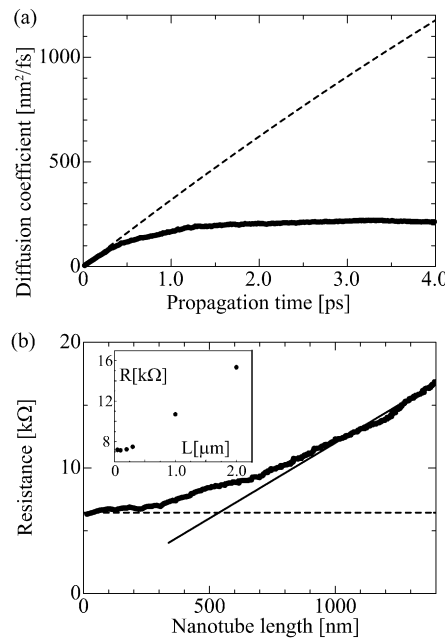 (a)
Diffusion coefficient [nm²/fs]
1000
500
0
0 1.0 2.0 3.0 4.0
Propagation time [ps]
(b)
Resistance [kΩ]
20
10
0
R[kΩ]
16
12
8
0 1.0 2.0
L[μm]
0 500 1000
Nanotube length [nm]